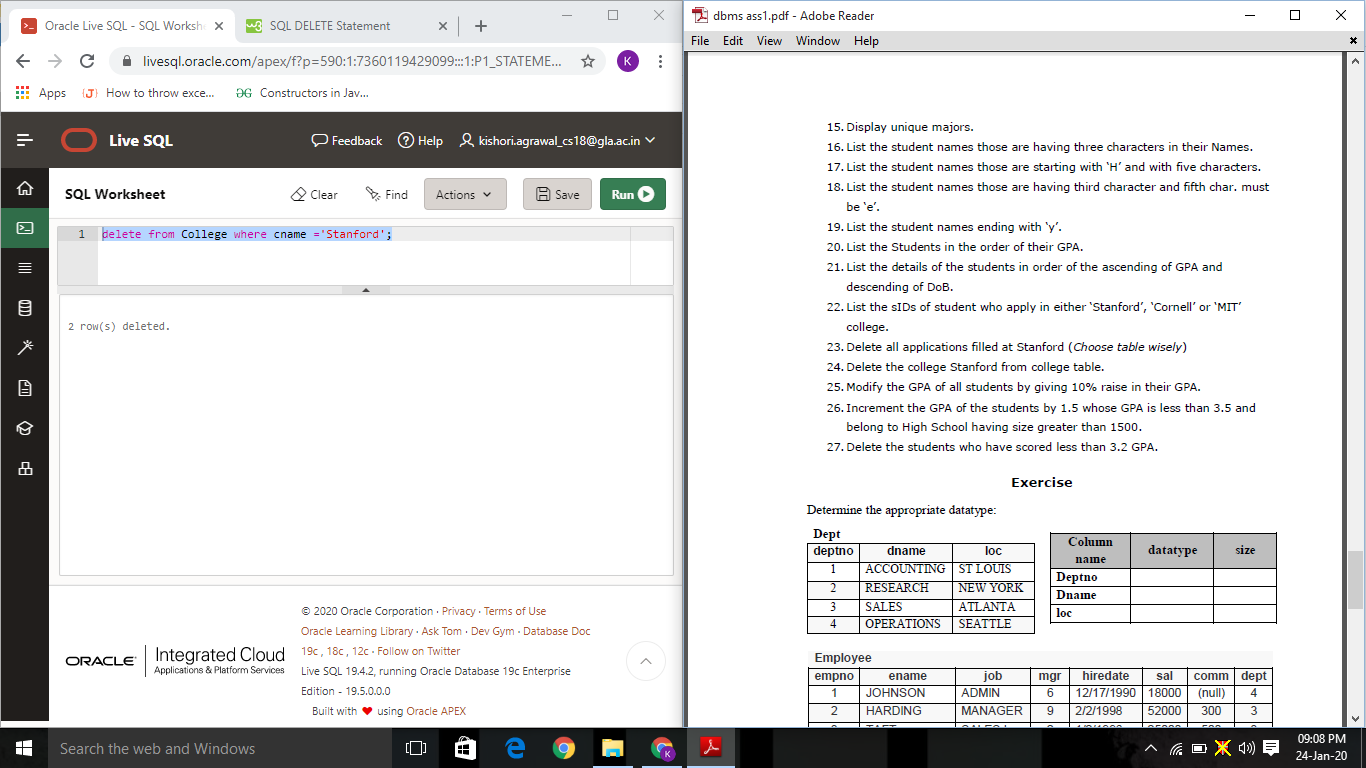 Oracle Live SQL - SQL Worksh
SQL DELETE Statement
livesql.oracle.com/apex/f?p=590:1:7360119429099:::1:P1_STATEME...
K
Apps
How to throw exce...
Constructors in Jav...
Live SQL
Feedback
Help
kishori.agrawal_cs18@gla.ac.in
SQL Worksheet
Clear
Find
Actions
Save
Run
1 delete from College where cname ='Stanford';
2 row(s) deleted.
© 2020 Oracle Corporation · Privacy · Terms of Use
Oracle Learning Library · Ask Tom · Dev Gym · Database Doc
19c , 18c , 12c · Follow on Twitter
Live SQL 19.4.2, running Oracle Database 19c Enterprise
Edition - 19.5.0.0.0
Built with ❤ using Oracle APEX
ORACLE
Integrated Cloud
Applications & Platform Services
dbms ass1.pdf - Adobe Reader
File Edit View Window Help
15. Display unique majors.
16. List the student names those are having three characters in their Names.
17. List the student names those are starting with ‘H’ and with five characters.
18. List the student names those are having third character and fifth char. must
be ‘e’.
19. List the student names ending with ‘y’.
20. List the Students in the order of their GPA.
21. List the details of the students in order of the ascending of GPA and
descending of DoB.
22. List the sIDs of student who apply in either ‘Stanford’, ‘Cornell’ or ‘MIT’
college.
23. Delete all applications filled at Stanford (Choose table wisely)
24. Delete the college Stanford from college table.
25. Modify the GPA of all students by giving 10% raise in their GPA.
26. Increment the GPA of the students by 1.5 whose GPA is less than 3.5 and
belong to High School having size greater than 1500.
27. Delete the students who have scored less than 3.2 GPA.
Exercise
Determine the appropriate datatype:
Dept
deptno dname loc
1 ACCOUNTING ST LOUIS
2 RESEARCH NEW YORK
3 SALES ATLANTA
4 OPERATIONS SEATTLE
Column
name datatype size
Deptno
Dname
loc
Employee
empno ename job mgr hiredate sal comm dept
1 JOHNSON ADMIN 6 12/17/1990 18000 (null) 4
2 HARDING MANAGER 9 2/2/1998 52000 300 3
Search the web and Windows
K
09:08 PM
24-Jan-20